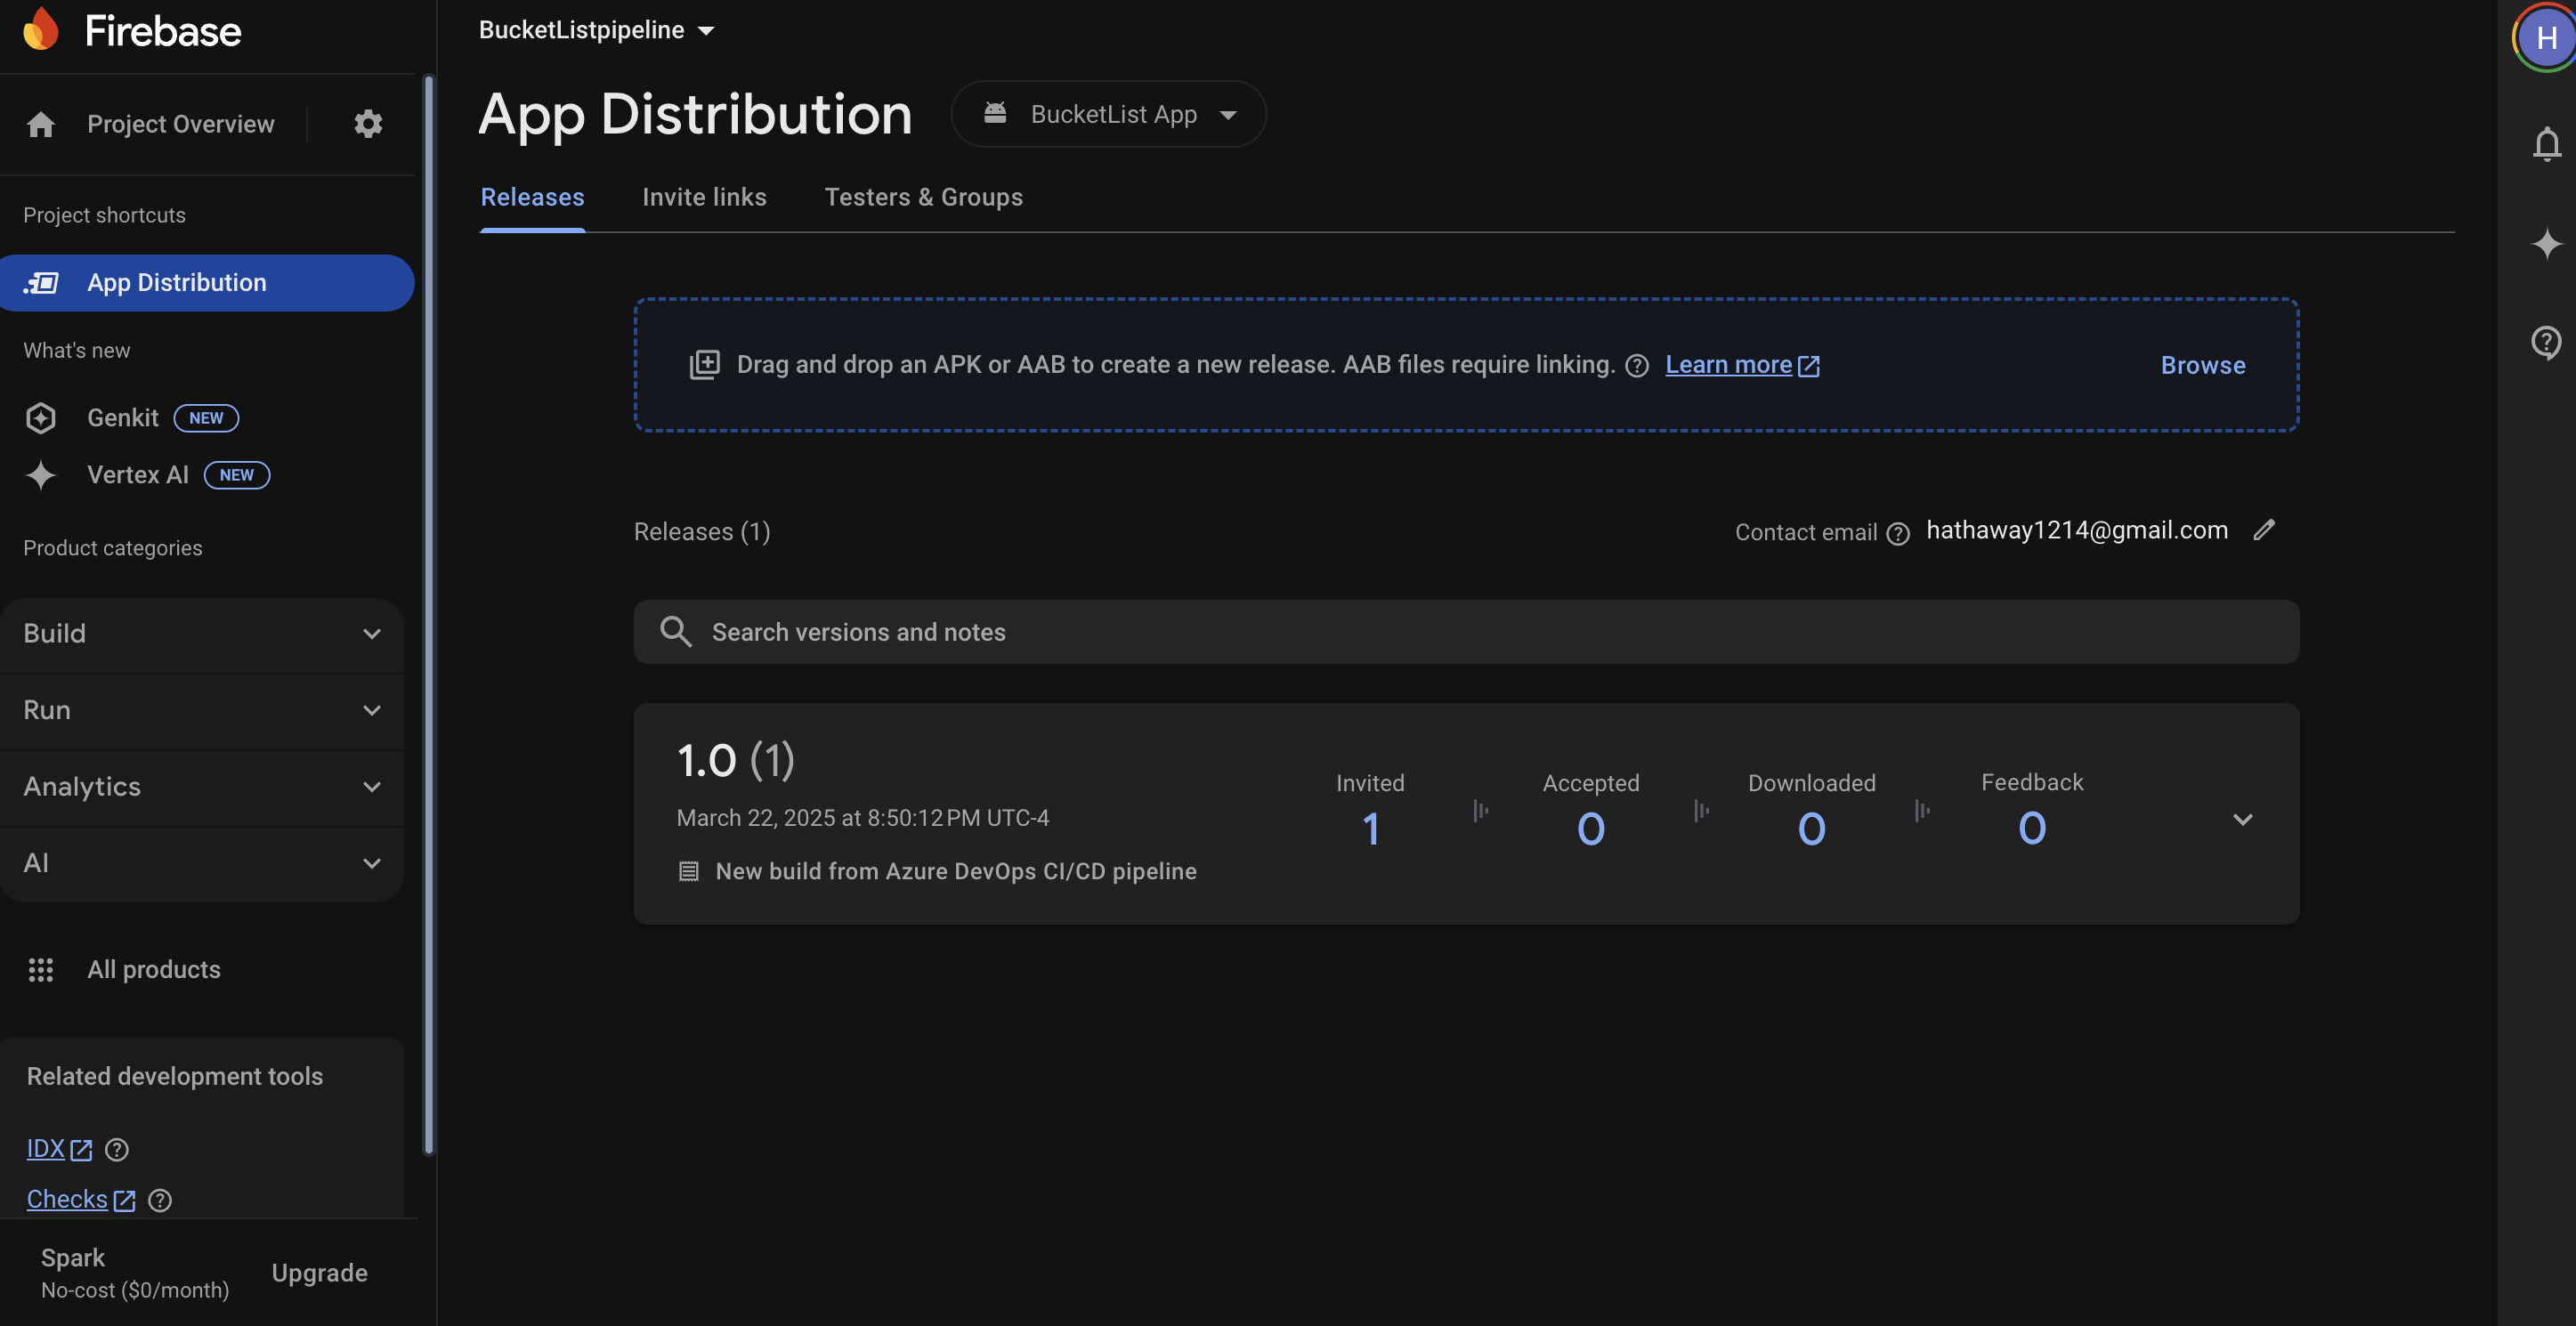 Firebase
Project Overview
Project shortcuts
App Distribution
What's new
Genkit NEW
Vertex AI NEW
Product categories
Build
Run
Analytics
AI
All products
Related development tools
IDX
Checks
Spark
No-cost ($0/month)
Upgrade
BucketListpipeline
App Distribution
BucketList App
Releases Invite links Testers & Groups
Drag and drop an APK or AAB to create a new release. AAB files require linking. Learn more
Browse
Releases (1)
Contact email hathaway1214@gmail.com
Search versions and notes
1.0 (1)
March 22, 2025 at 8:50:12 PM UTC-4
New build from Azure DevOps CI/CD pipeline
Invited
1
Accepted
0
Downloaded
0
Feedback
0
H